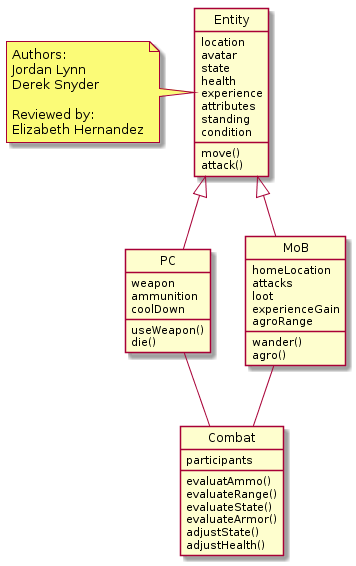 Entity
Authors:
Jordan Lynn
Derek Snyder
Reviewed by:
Elizabeth Hernandez
location
avatar
state
health
experience
attributes
standing
condition
move()
attack()
PC
weapon
ammunition
coolDown
useWeapon()
die()
MoB
homeLocation
attacks
loot
experienceGain
agroRange
wander()
agro()
Combat
participants
evaluatAmmo()
evaluateRange()
evaluateState()
evaluateArmor()
adjustState()
adjustHealth()